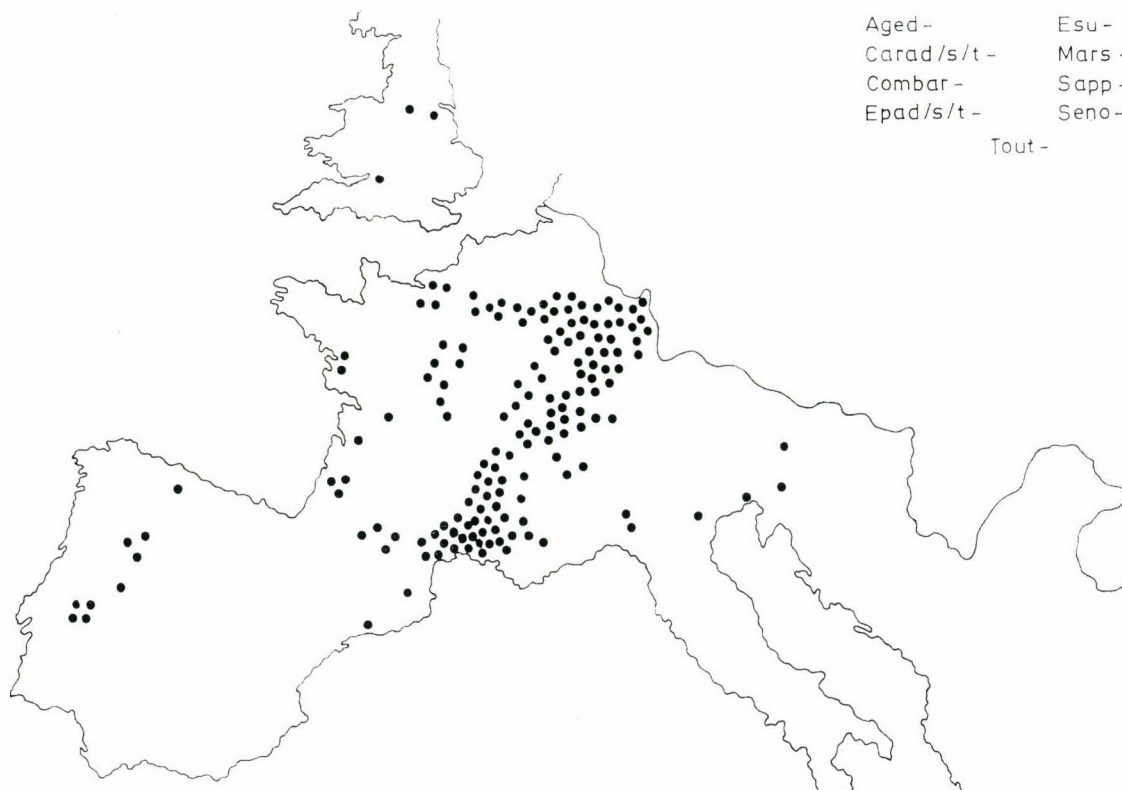 Aged- Esu-
Carad/s/t- Mars-
Combar- Sapp-
Epad/s/t- Seno-
Tout-